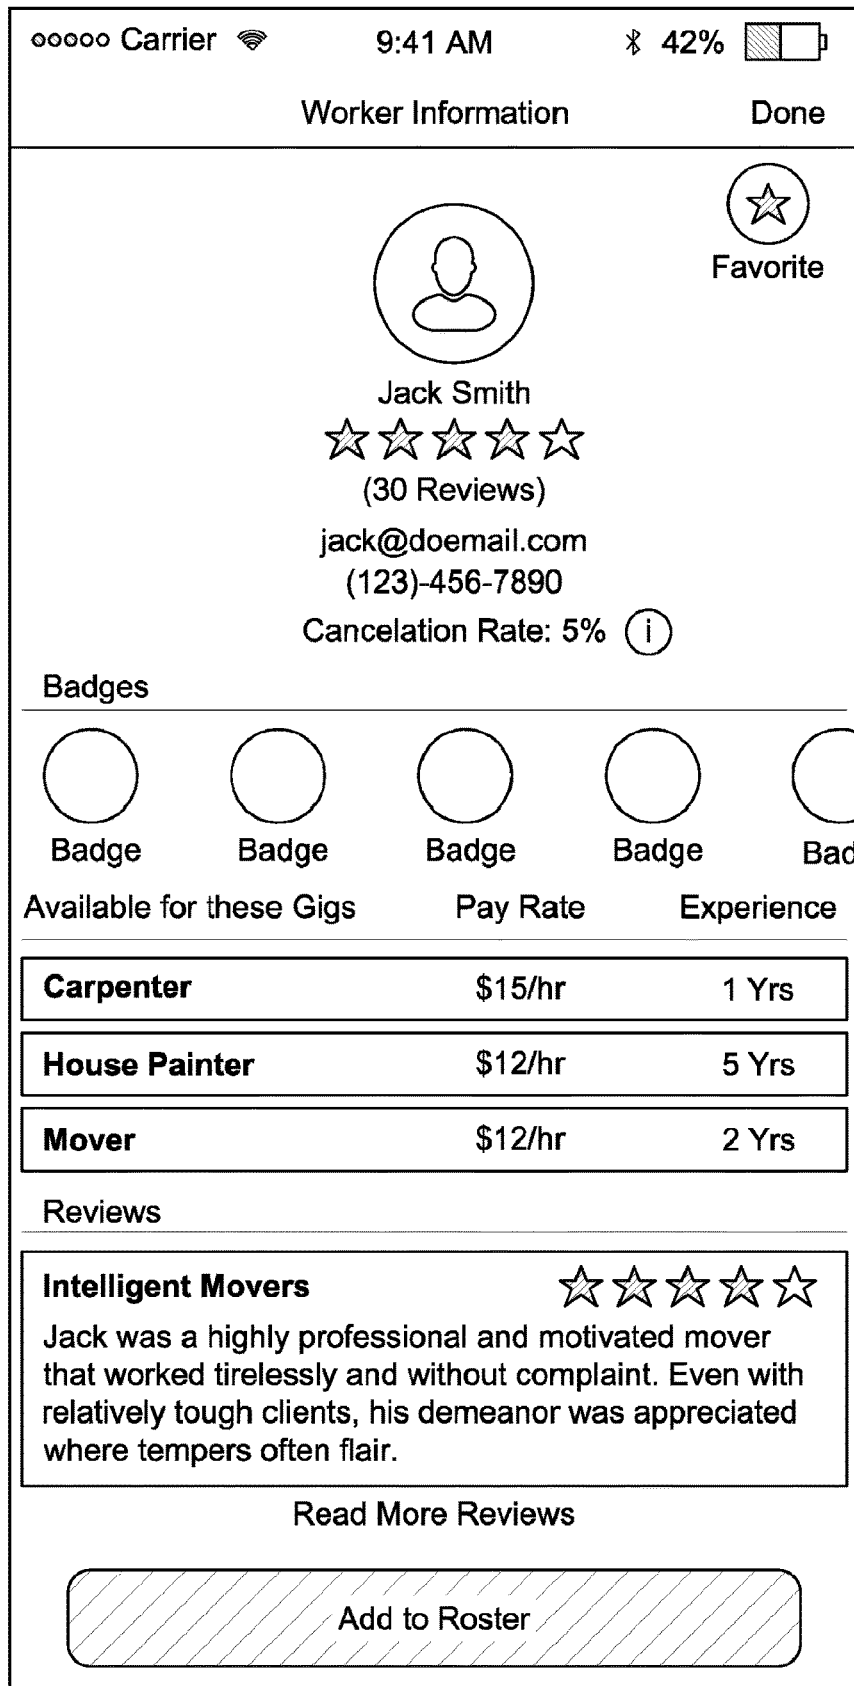 Carrier 9:41 AM 42%
Worker Information Done
Favorite
Jack Smith
(30 Reviews)
jack@doemail.com
(123)-456-7890
Cancelation Rate: 5% i
Badges
Badge Badge Badge Badge Bad
Available for these Gigs Pay Rate Experience
Carpenter $15/hr 1 Yrs
House Painter $12/hr 5 Yrs
Mover $12/hr 2 Yrs
Reviews
Intelligent Movers
Jack was a highly professional and motivated mover
that worked tirelessly and without complaint. Even with
relatively tough clients, his demeanor was appreciated
where tempers often flair.
Read More Reviews
Add to Roster